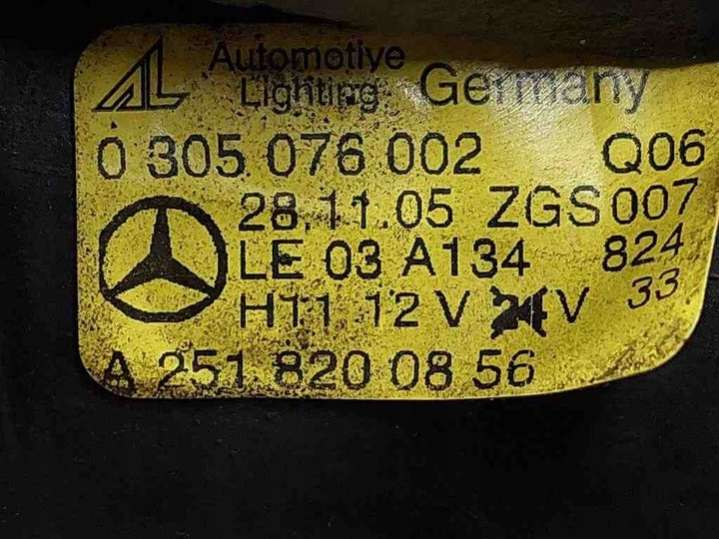 AL Automotive Lighting Germany
0 305 076 002 Q06
28.11.05 ZGS 007
LE 03 A134 824
H11 12 V 24 V 33
A 251 820 08 56